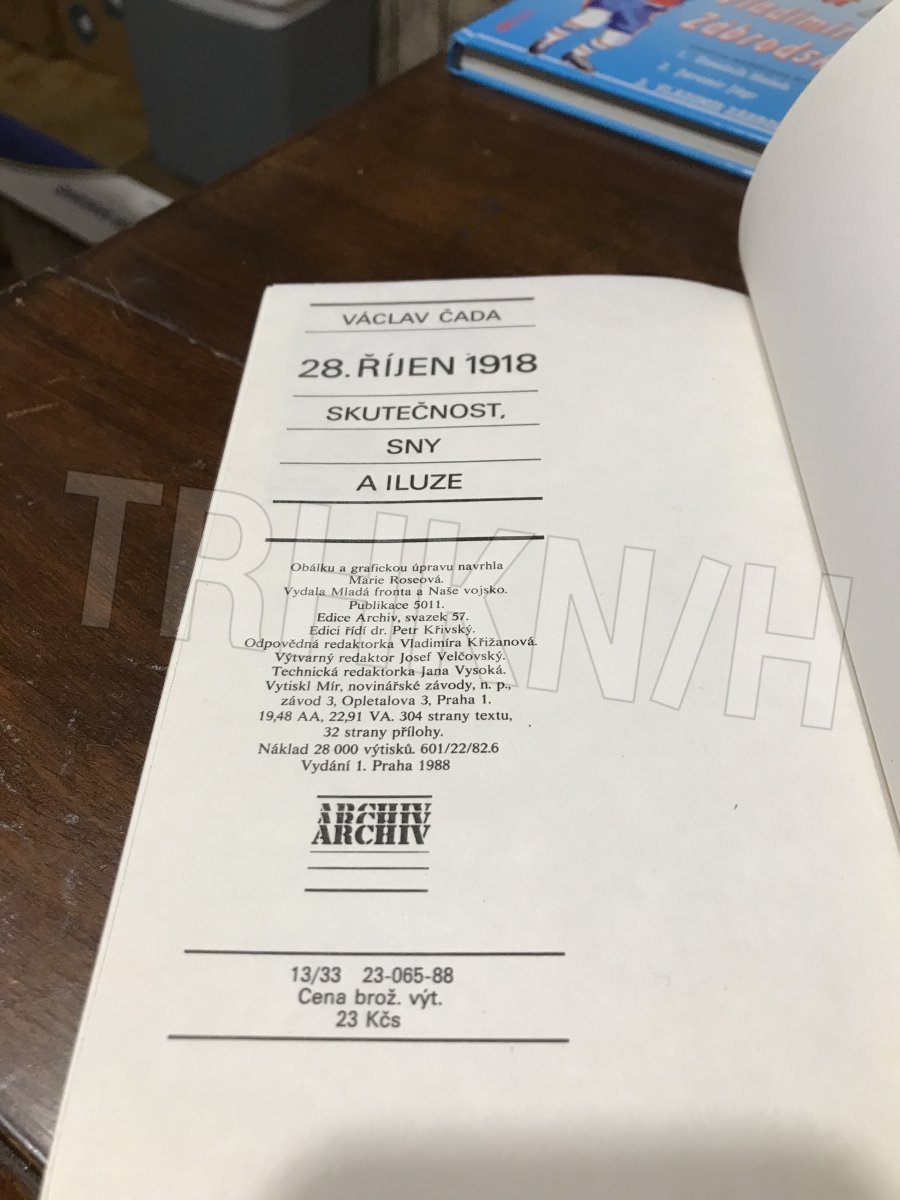 Vladimír
Zábrodsk
VÁCLAV ČADA
28. ŘÍJEN 1918
SKUTEČNOST,
SNY
A ILUZE
Obálku a grafickou úpravu navrhla
Marie Roseová.
Vydala Mladá fronta a Naše vojsko.
Publikace 5011.
Edice Archiv, svazek 57.
Edici řídí dr. Petr Křivský.
Odpovědná redaktorka Vladimíra Křižanová.
Výtvarný redaktor Josef Velčovský.
Technická redaktorka Jana Vysoká.
Vytiskl Mír, novinářské závody, n. p.,
závod 3, Opletalova 3, Praha 1.
19,48 AA, 22,91 VA. 304 strany textu,
32 strany přílohy.
Náklad 28 000 výtisků. 601/22/82.6
Vydání 1. Praha 1988
ARCHIV
ARCHIV
13/33 23-065-88
Cena brož. výt.
23 Kčs
TRHKN/H